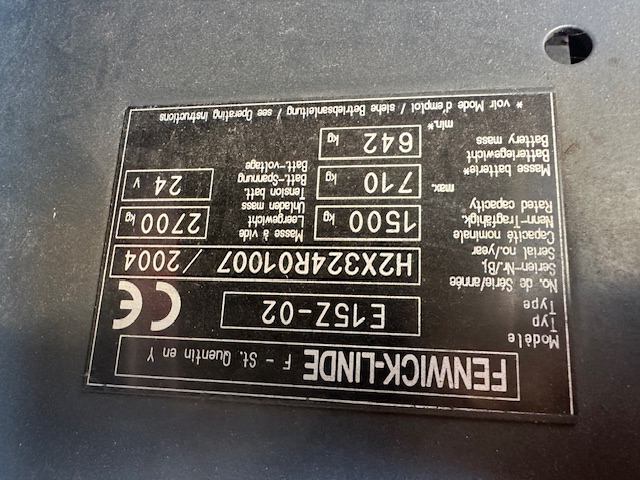 FENWICK-LINDE F - St. Quentin en Y
Modèle
Typ
Type
E15Z-02
CE
No. de Série/année
Serien-Nr./Bj.
Serial no./year
H2X324R01007 / 2004
Capacité nominale
Nenn-Tragfähigk.
Rated capacity
1500 kg
Masse à vide
Leergewicht
Unladen mass
2700 kg
Masse batterie*
Batteriegewicht
Battery mass
max. 710 kg
min.* 642 kg
Tension batt.
Batt-Spannung
Batt-voltage
24 V
* voir Mode d'emploi / siehe Betriebsanleitung / see Operating instructions